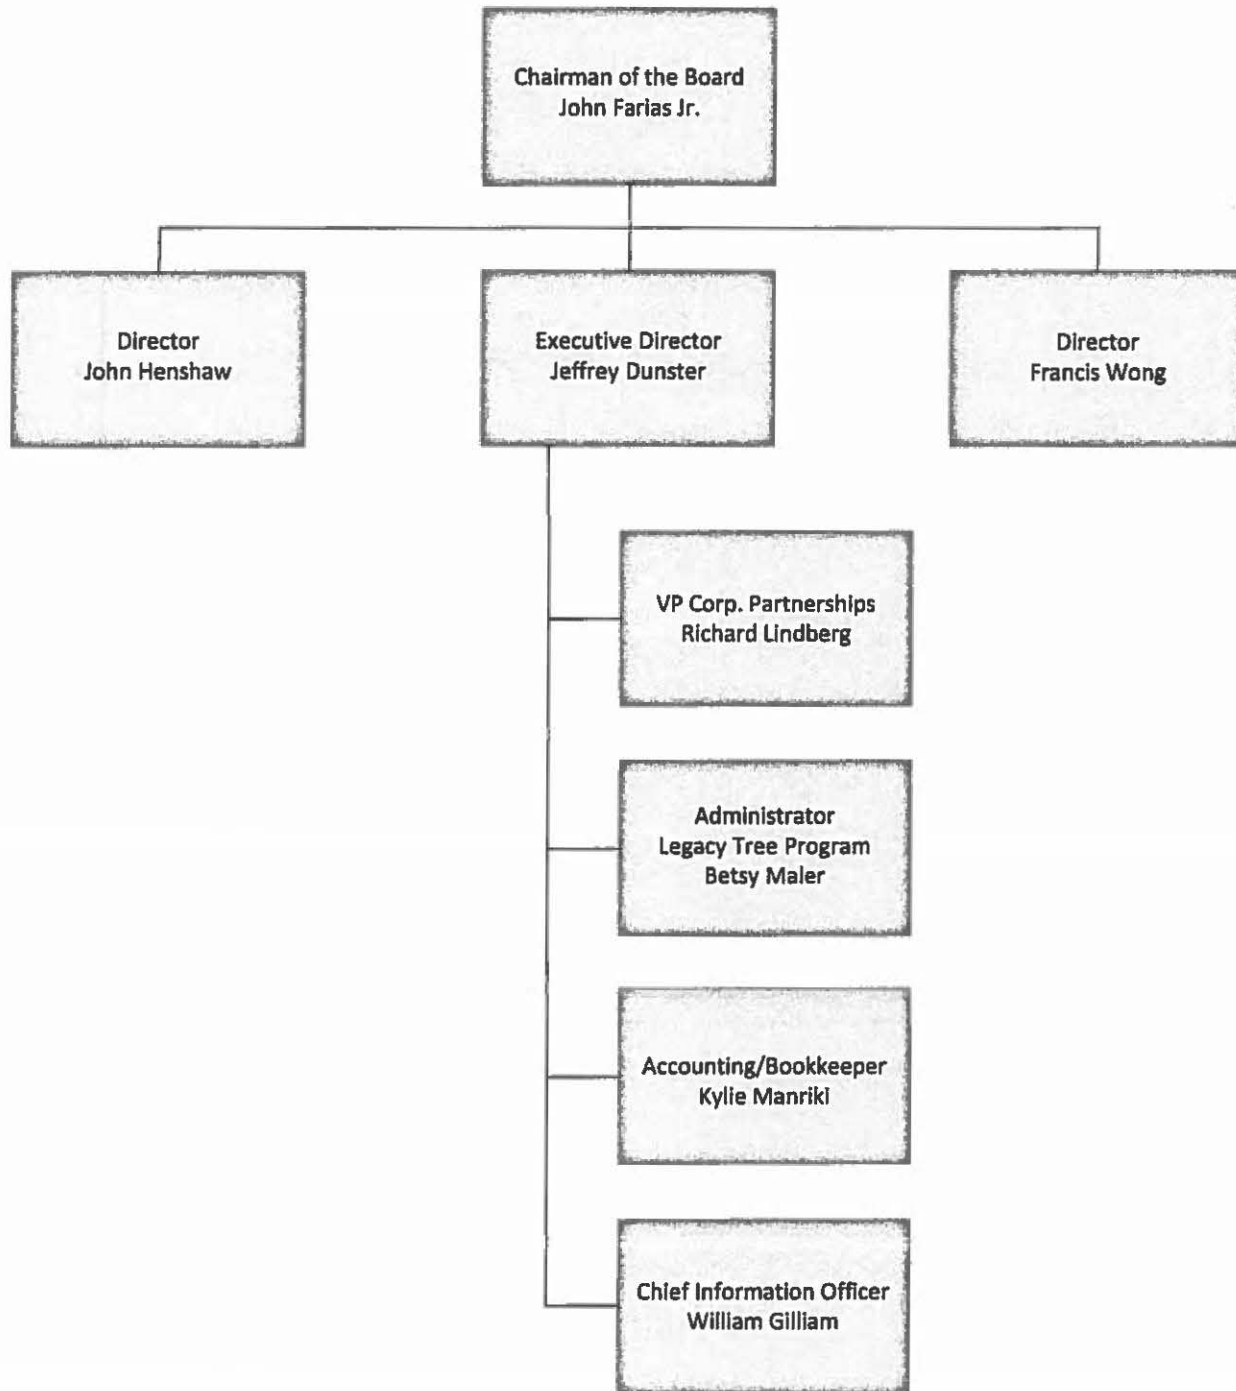 Chairman of the Board
John Farias Jr.
Director
John Henshaw
Executive Director
Jeffrey Dunster
Director
Francis Wong
VP Corp. Partnerships
Richard Lindberg
Administrator
Legacy Tree Program
Betsy Maler
Accounting/Bookkeeper
Kylie Manriki
Chief Information Officer
William Gilliam